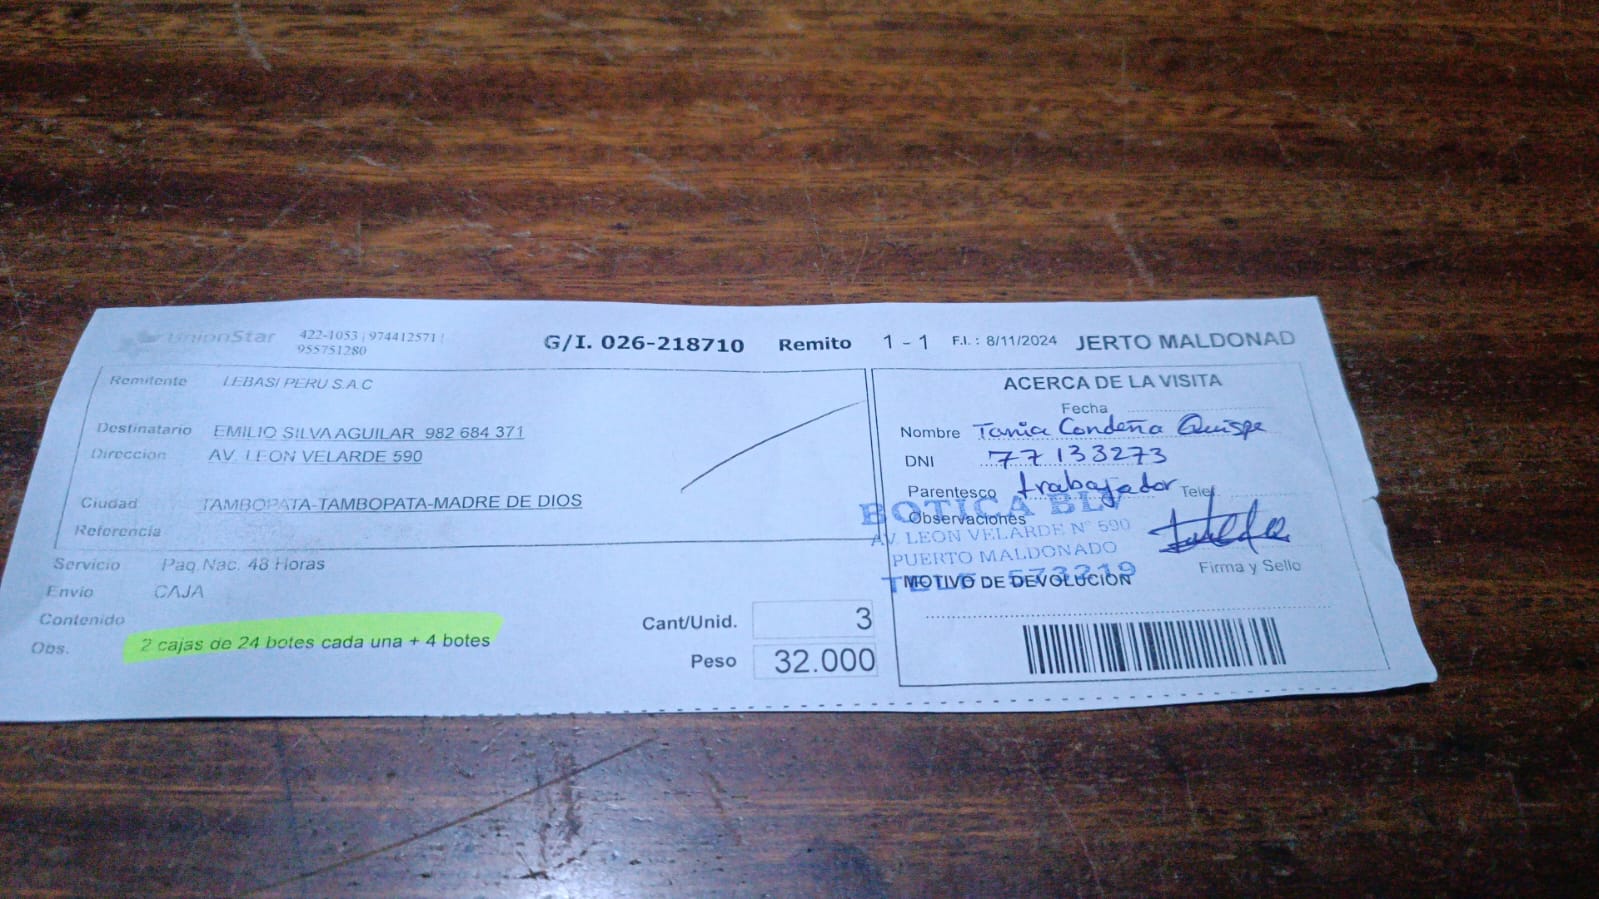 UnionStar 422-1053 | 974412571 |
955751280
G/I. 026-218710 Remito 1 - 1 F.I. : 8/11/2024 JERTO MALDONAD
Remitente LEBASI PERU S.A.C
Destinatario EMILIO SILVA AGUILAR 982 684 371
Direccion AV. LEON VELARDE 590
Ciudad TAMBOPATA-TAMBOPATA-MADRE DE DIOS
Referencia
Servicio Paq.Nac. 48 Horas
Envio CAJA
Contenido
Obs. 2 cajas de 24 botes cada una + 4 botes
Cant/Unid. 3
Peso 32.000
ACERCA DE LA VISITA
Fecha
Nombre Tania Condeña Quispe
DNI 77133273
Parentesco trabajador Telef
Observaciones
BOTICA BLV
AV. LEON VELARDE N° 590
PUERTO MALDONADO
573219
Firma y Sello
MOTIVO DE DEVOLUCION